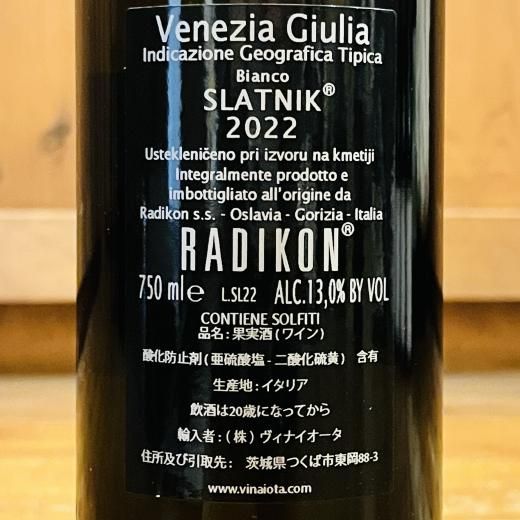 Venezia Giulia
Indicazione Geografica Tipica
Bianco
SLATNIK®
2022
Ustekleničeno pri izvoru na kmetiji
Integralmente prodotto e
imbottigliato all'origine da
Radikon s.s. - Oslavia - Gorizia - Italia
RADIKON®
750 ml℮ L.SL22 ALC.13,0% BY VOL
CONTIENE SOLFITI
品名:果実酒(ワイン)
酸化防止剤(亜硫酸塩-二酸化硫黄) 含有
生産地:イタリア
飲酒は20歳になってから
輸入者:(株)ヴィナイオータ
住所及び引取先: 茨城県つくば市東岡88-3
www.vinaiota.com